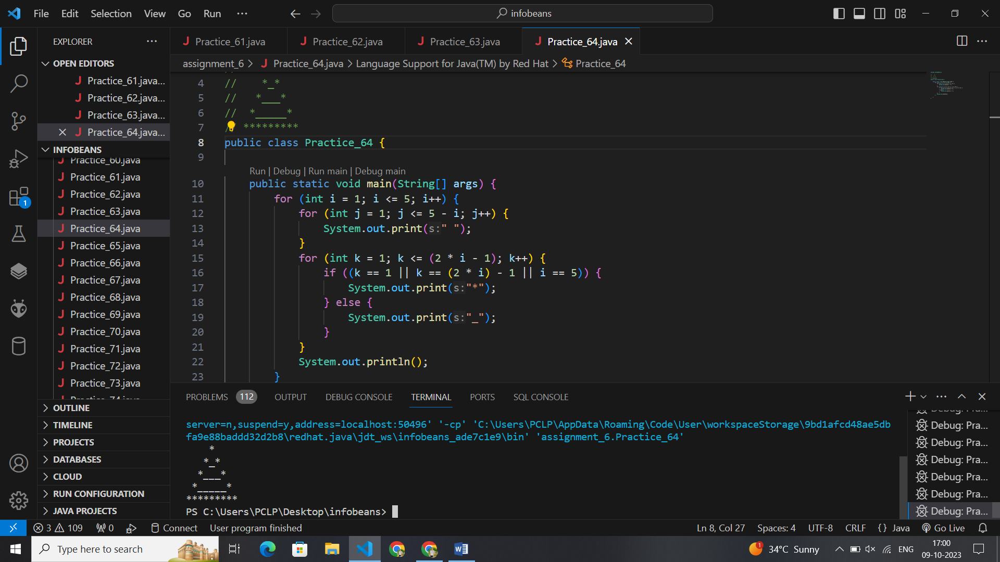 File Edit Selection View Go Run ···
infobeans
EXPLORER ···
OPEN EDITORS
Practice_61.java...
Practice_62.java...
Practice_63.java...
Practice_64.java...
INFOBEANS
Practice_60.java
Practice_61.java
Practice_62.java
Practice_63.java
Practice_64.java
Practice_65.java
Practice_66.java
Practice_67.java
Practice_68.java
Practice_69.java
Practice_70.java
Practice_71.java
Practice_72.java
Practice_73.java
OUTLINE
TIMELINE
PROJECTS
DATABASES
CLOUD
RUN CONFIGURATION
JAVA PROJECTS
1
Practice_61.java Practice_62.java Practice_63.java Practice_64.java
assignment_6 > Practice_64.java > Language Support for Java(TM) by Red Hat > Practice_64
4 //    *_*
5 //   *___*
6 //  *_____*
7 // *********
8 public class Practice_64 {
9
Run | Debug | Run main | Debug main
10     public static void main(String[] args) {
11         for (int i = 1; i <= 5; i++) {
12             for (int j = 1; j <= 5 - i; j++) {
13                 System.out.print(s:" ");
14             }
15             for (int k = 1; k <= (2 * i - 1); k++) {
16                 if ((k == 1 || k == (2 * i) - 1 || i == 5)) {
17                     System.out.print(s:"*");
18                 } else {
19                     System.out.print(s:"_");
20                 }
21             }
22             System.out.println();
23         }
PROBLEMS 112 OUTPUT DEBUG CONSOLE TERMINAL PORTS SQL CONSOLE
server=n,suspend=y,address=localhost:50496' '-cp' 'C:\Users\PCLP\AppData\Roaming\Code\User\workspaceStorage\9bd1afcd48ae5db
fa9e88baddd32d2b8\redhat.java\jdt_ws\infobeans_ade7c1e9\bin' 'assignment_6.Practice_64'
    *
   *_*
  *___*
 *_____*
*********
PS C:\Users\PCLP\Desktop\infobeans>
Debug: Pra...
Debug: Pra...
Debug: Pra...
Debug: Pra...
Debug: Pra...
Debug: Pra...
3 109 0 Connect User program finished Ln 8, Col 27 Spaces: 4 UTF-8 CRLF {} Java Go Live
Type here to search
1 34°C Sunny ENG 17:00
09-10-2023